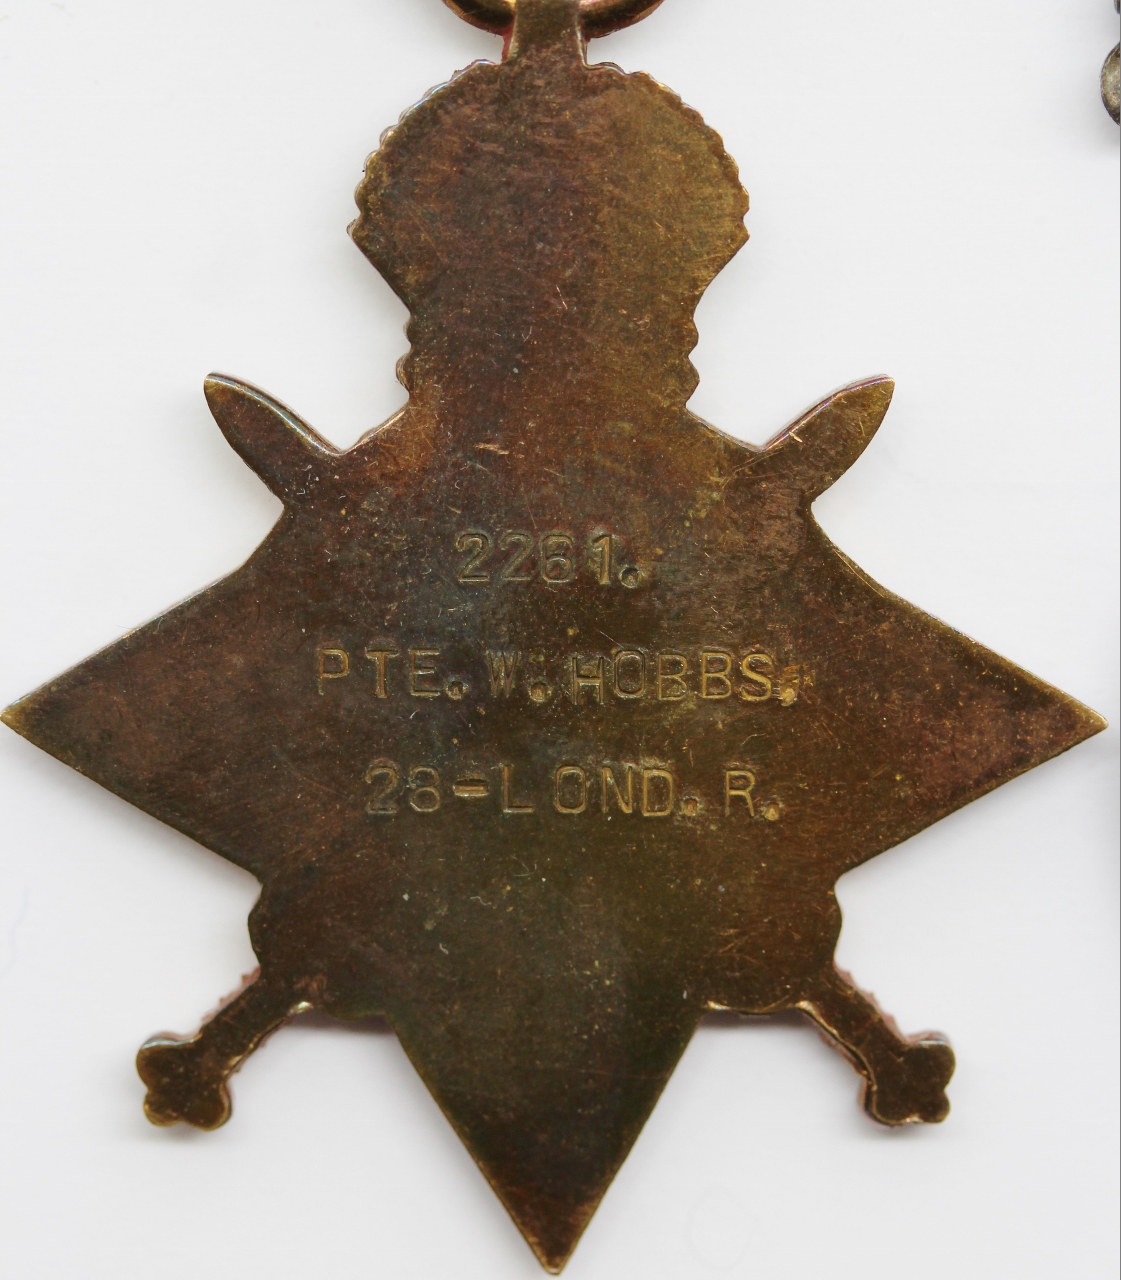 2261.
PTE. W. HOBBS.
28-LOND. R.